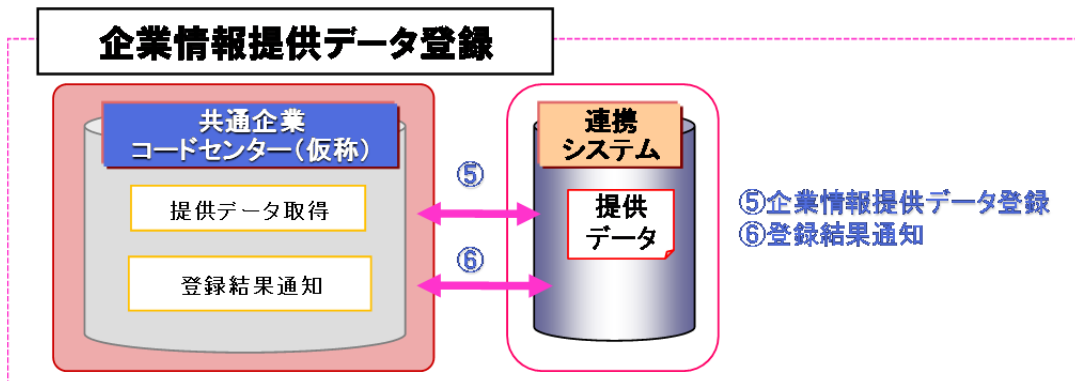 企業情報提供データ登録
共通企業
コードセンター（仮称）
提供データ取得
登録結果通知
⑤
⑥
連携
システム
提供
データ
⑤企業情報提供データ登録
⑥登録結果通知